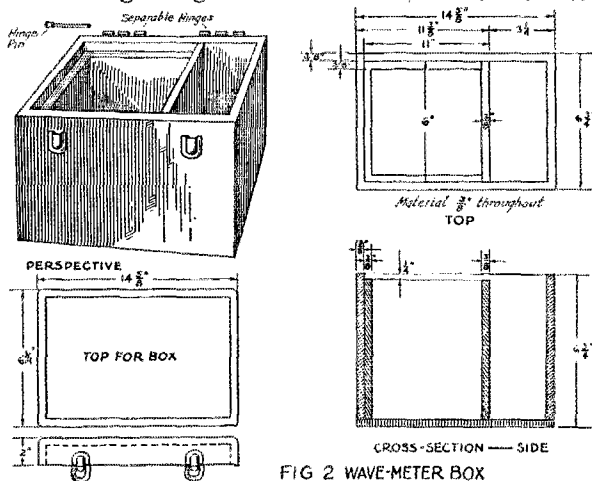 Separable Hinges
Hinge
Pin
PERSPECTIVE
14 5/8"
11 3/8"
3 1/4
11"
6"
Material 3/8" throughout
TOP
14 5/8"
TOP FOR BOX
2"
1/4"
CROSS-SECTION — SIDE
FIG 2 WAVE-METER BOX